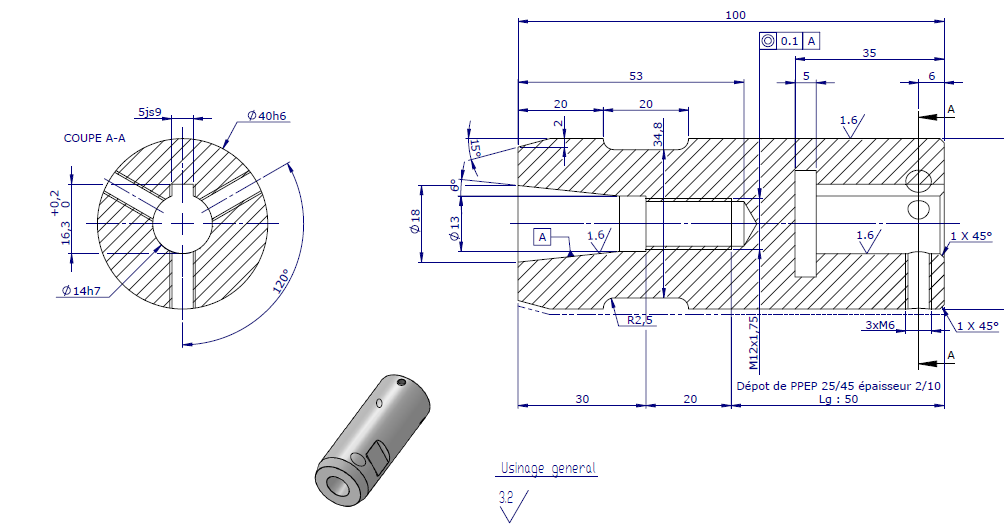 100
0.1 A
35
53
5
6
20
20
2
A
5js9
Ø40h6
COUPE A-A
1.6
15°
34,8
6°
16,3 +0,2 0
Ø18
Ø13
A
1.6
1.6
1 X 45°
120°
Ø14h7
R2,5
M12x1,75
3xM6
1 X 45°
A
Dépot de PPEP 25/45 épaisseur 2/10
30
20
Lg : 50
Usinage general
3.2